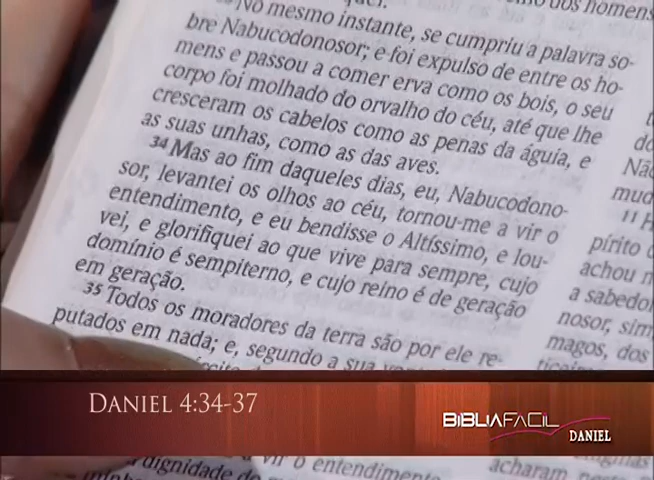 No mesmo instante, se cumpriu a palavra so-
bre Nabucodonosor; e foi expulso de entre os ho-
mens e passou a comer erva como os bois, o seu
corpo foi molhado do orvalho do céu, até que lhe
cresceram os cabelos como as penas da águia, e
as suas unhas, como as das aves.
34 Mas ao fim daqueles dias, eu, Nabucodono-
sor, levantei os olhos ao céu, tornou-me a vir o
entendimento, e eu bendisse o Altíssimo, e lou-
vei, e glorifiquei ao que vive para sempre, cujo
domínio é sempiterno, e cujo reino é de geração
em geração.
35 Todos os moradores da terra são por ele re-
putados em nada; e, segundo a sua
dignidade
vir o entendimento
dos homens
11
pírito
achou
a sabedo
nosor, sim
magos, dos
acharam
DANIEL 4:34-37
BIBLIAFACIL
DANIEL